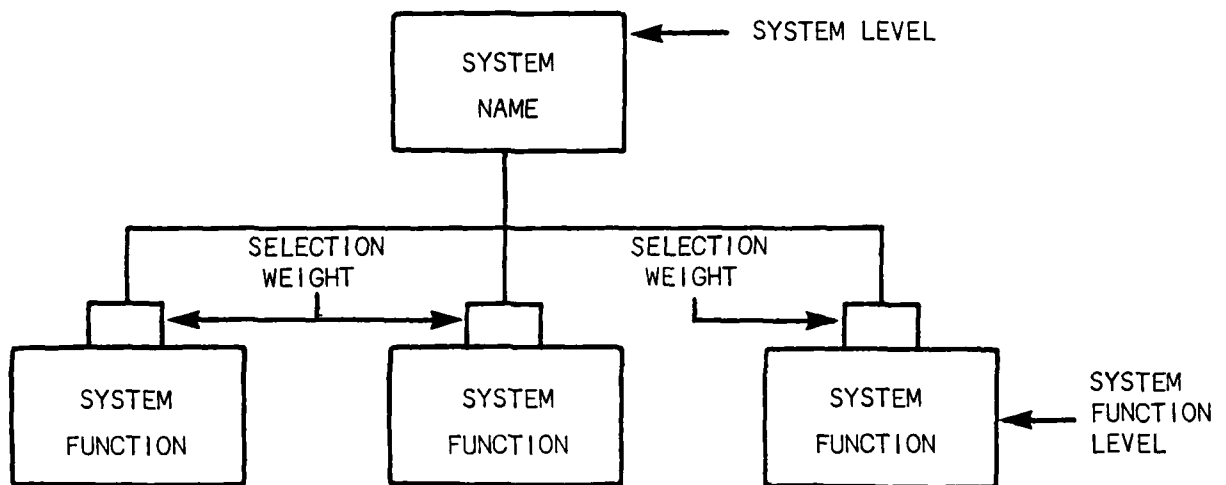 SYSTEM LEVEL
SYSTEM
NAME
SELECTION
WEIGHT
SELECTION
WEIGHT
SYSTEM
FUNCTION
SYSTEM
FUNCTION
SYSTEM
FUNCTION
SYSTEM
FUNCTION
LEVEL